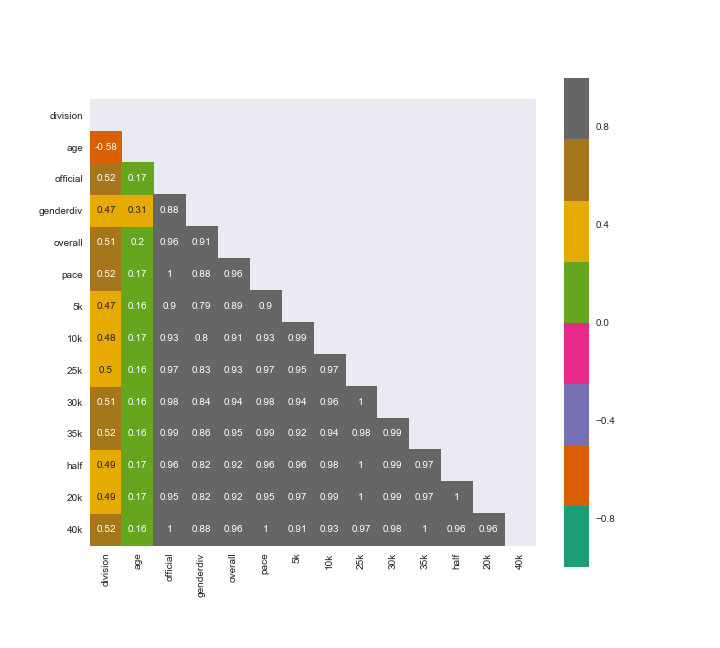 division
age -0.58
official 0.52 0.17
genderdiv 0.47 0.31 0.88
overall 0.51 0.2 0.96 0.91
pace 0.52 0.17 1 0.88 0.96
5k 0.47 0.16 0.9 0.79 0.89 0.9
10k 0.48 0.17 0.93 0.8 0.91 0.93 0.99
25k 0.5 0.16 0.97 0.83 0.93 0.97 0.95 0.97
30k 0.51 0.16 0.98 0.84 0.94 0.98 0.94 0.96 1
35k 0.52 0.16 0.99 0.86 0.95 0.99 0.92 0.94 0.98 0.99
half 0.49 0.17 0.96 0.82 0.92 0.96 0.96 0.98 1 0.99 0.97
20k 0.49 0.17 0.95 0.82 0.92 0.95 0.97 0.99 1 0.99 0.97 1
40k 0.52 0.16 1 0.88 0.96 1 0.91 0.93 0.97 0.98 1 0.96 0.96
division age official genderdiv overall pace 5k 10k 25k 30k 35k half 20k 40k
0.8
0.4
0.0
−0.4
−0.8